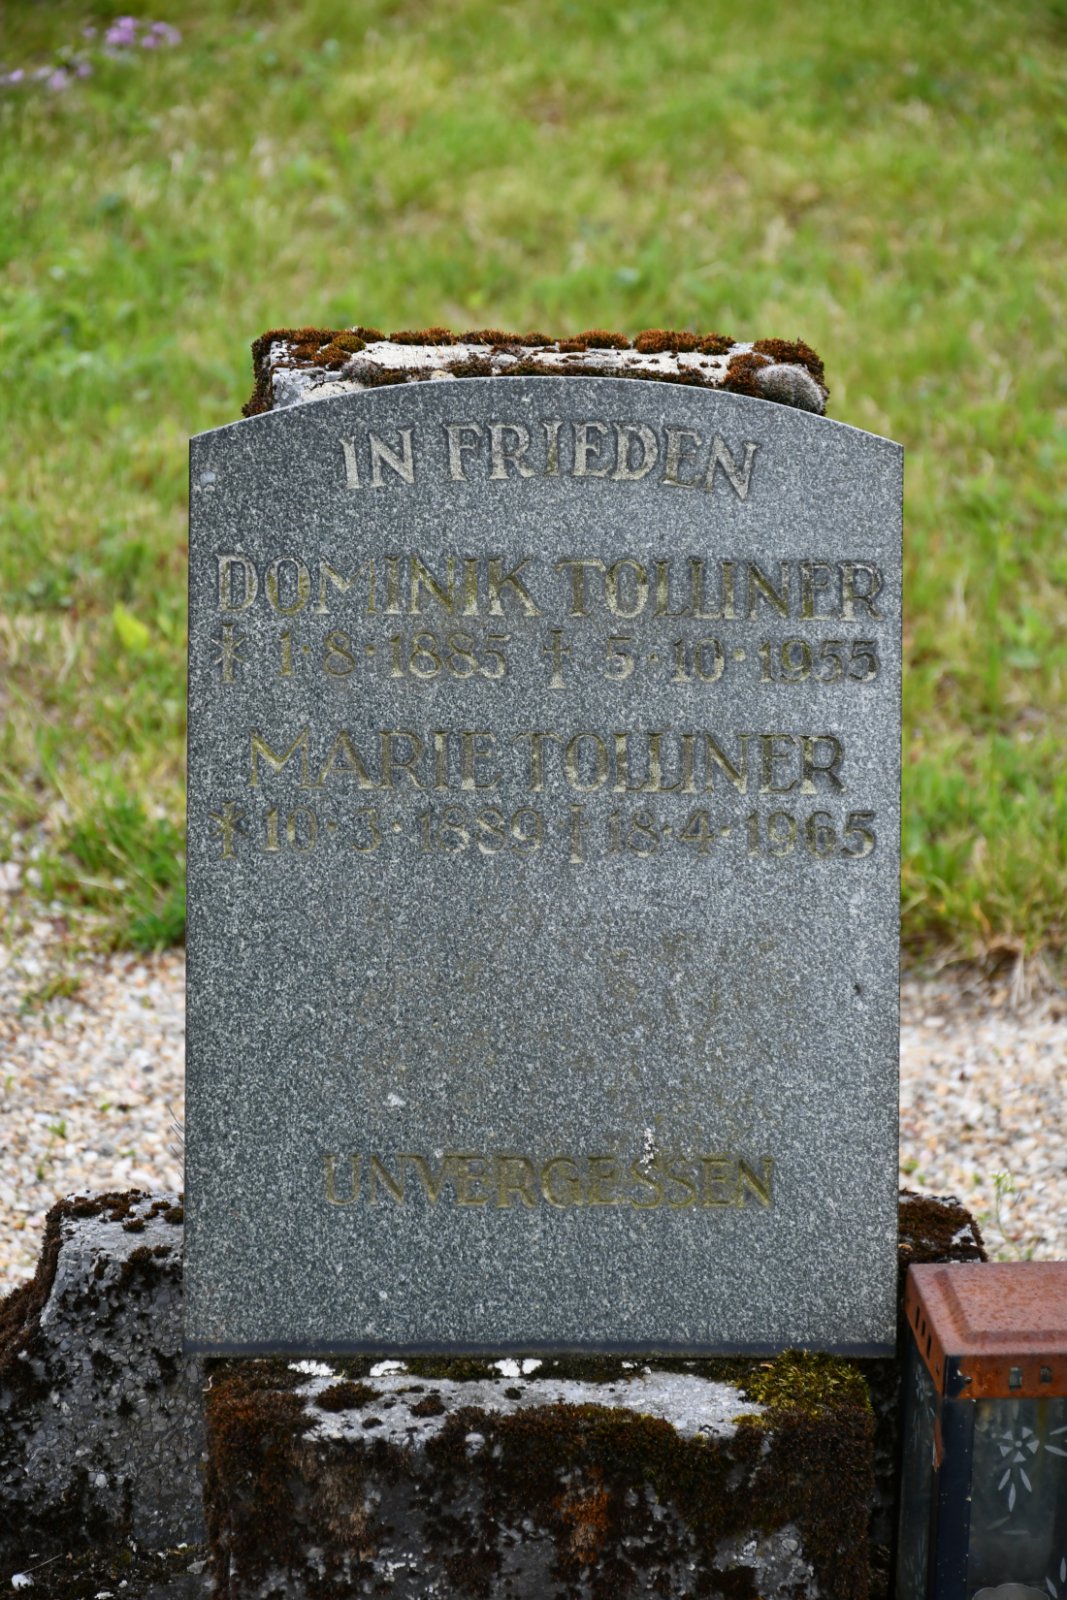 IN FRIEDEN
DOMINIK TOLLINER
* 1·8·1885 † 5·10·1955
MARIE TOLLINER
* 10·3·1889 † 18·4·1965
UNVERGESSEN